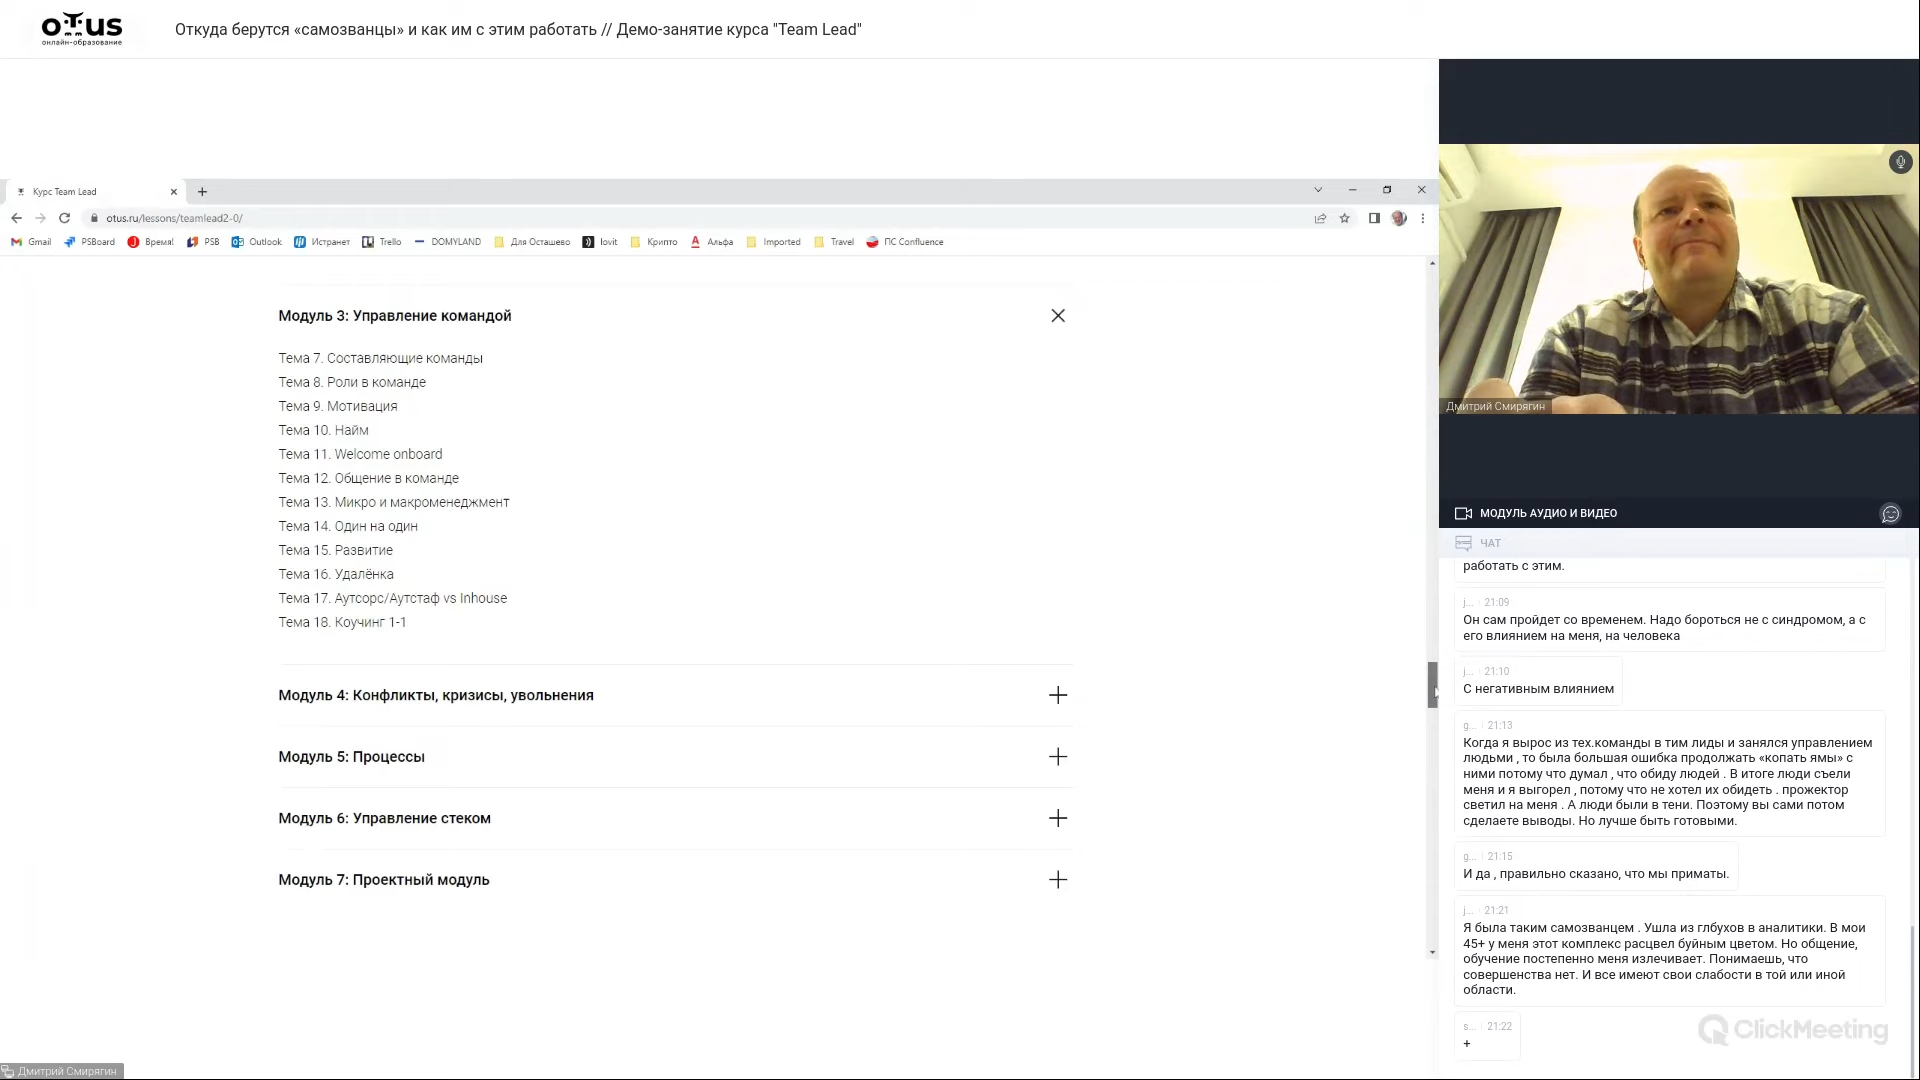 OTUS
онлайн-образование
Откуда берутся «самозванцы» и как им с этим работать // Демо-занятие курса "Team Lead"
Курс Team Lead
otus.ru/lessons/teamlead2-0/
Gmail PSBoard Время! PSB Outlook Истранет Trello DOMYLAND Для Осташево Iovit Крипто Альфа Imported Travel ПС Confluence
Модуль 3: Управление командой
Тема 7. Составляющие команды
Тема 8. Роли в команде
Тема 9. Мотивация
Тема 10. Найм
Тема 11. Welcome onboard
Тема 12. Общение в команде
Тема 13. Микро и макроменеджмент
Тема 14. Один на один
Тема 15. Развитие
Тема 16. Удалёнка
Тема 17. Аутсорс/Аутстаф vs Inhouse
Тема 18. Коучинг 1-1
Модуль 4: Конфликты, кризисы, увольнения
Модуль 5: Процессы
Модуль 6: Управление стеком
Модуль 7: Проектный модуль
Дмитрий Смирягин
Дмитрий Смирягин
МОДУЛЬ АУДИО И ВИДЕО
ЧАТ
работать с этим.
j... 21:09
Он сам пройдет со временем. Надо бороться не с синдромом, а с
его влиянием на меня, на человека
j... 21:10
С негативным влиянием
g... 21:13
Когда я вырос из тех.команды в тим лиды и занялся управлением
людьми , то была большая ошибка продолжать «копать ямы» с
ними потому что думал , что обиду людей . В итоге люди съели
меня и я выгорел , потому что не хотел их обидеть . прожектор
светил на меня . А люди были в тени. Поэтому вы сами потом
сделаете выводы. Но лучше быть готовыми.
g... 21:15
И да , правильно сказано, что мы приматы.
j... 21:21
Я была таким самозванцем . Ушла из глбухов в аналитики. В мои
45+ у меня этот комплекс расцвел буйным цветом. Но общение,
обучение постепенно меня излечивает. Понимаешь, что
совершенства нет. И все имеют свои слабости в той или иной
области.
s... 21:22
+
ClickMeeting